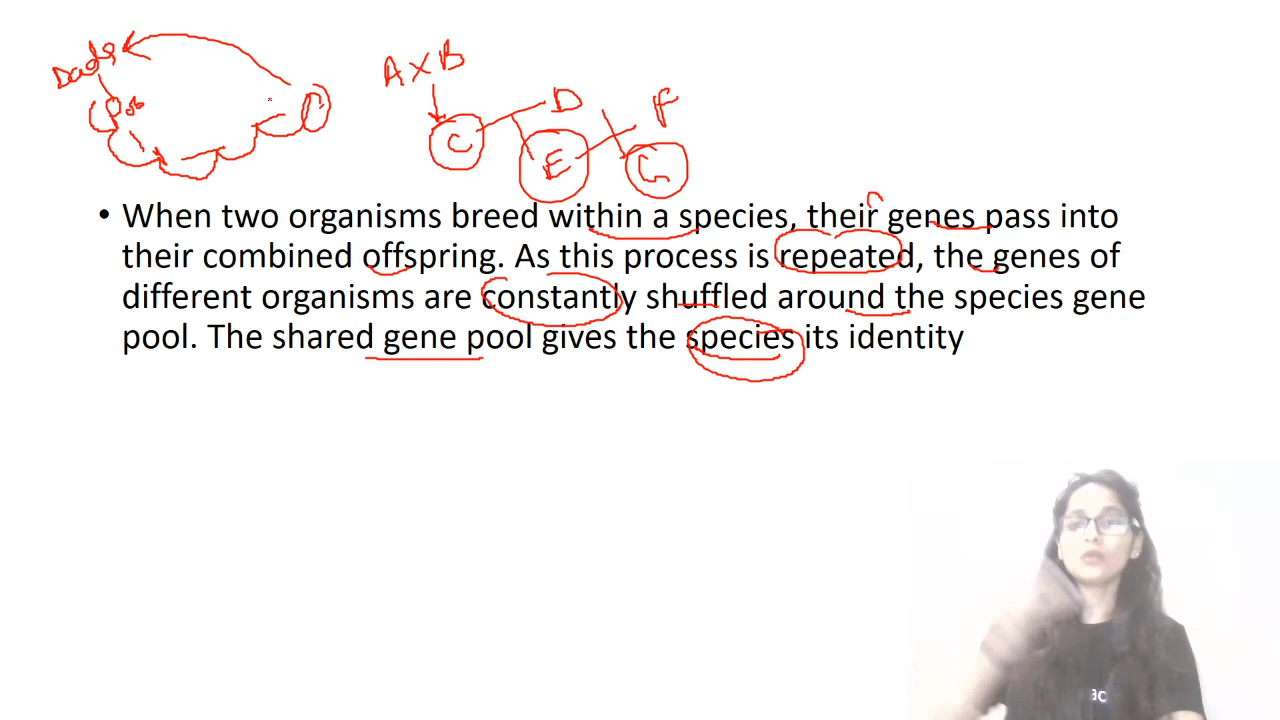 Dada
A X B
D
F
C
E
G
• When two organisms breed within a species, their genes pass into
their combined offspring. As this process is repeated, the genes of
different organisms are constantly shuffled around the species gene
pool. The shared gene pool gives the species its identity